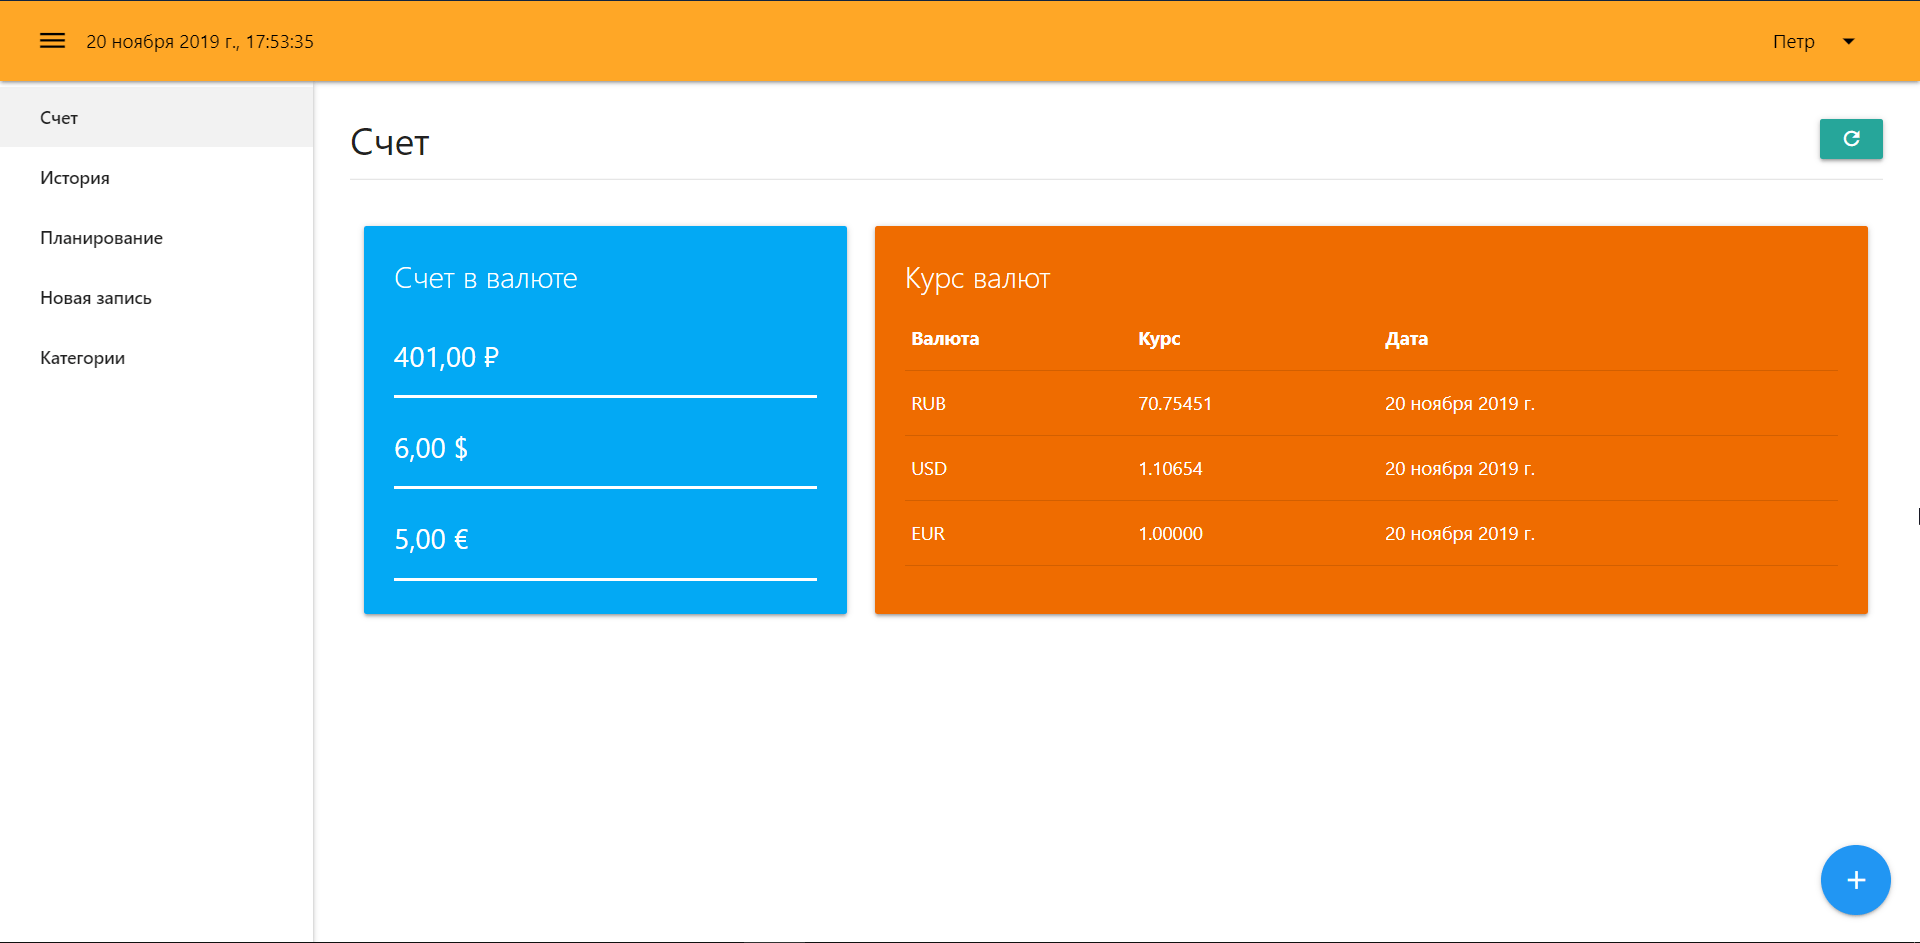 20 ноября 2019 г., 17:53:35
Петр
Счет
История
Планирование
Новая запись
Категории
Счет
Счет в валюте
401,00 ₽
6,00 $
5,00 €
Курс валют
Валюта Курс Дата
RUB 70.75451 20 ноября 2019 г.
USD 1.10654 20 ноября 2019 г.
EUR 1.00000 20 ноября 2019 г.